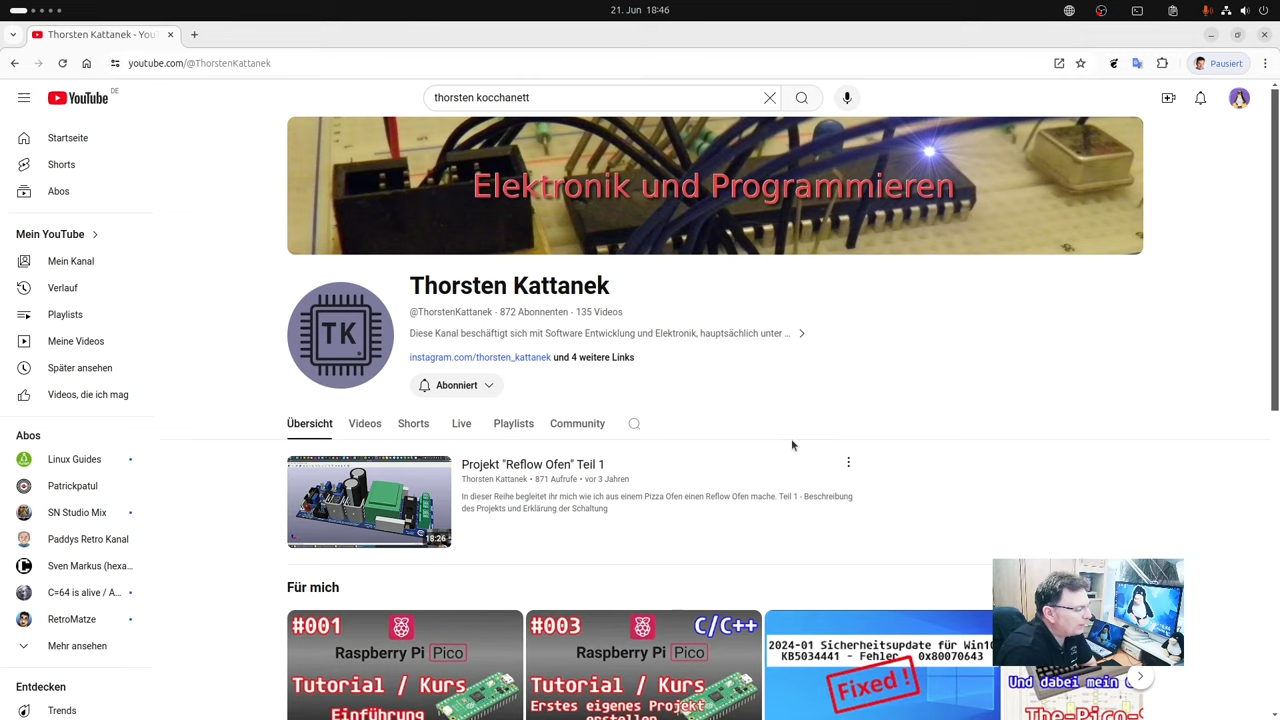 21. Jun 18:46
Thorsten Kattanek - You
youtube.com/@ThorstenKattanek
Pausiert
YouTube DE
thorsten kocchanett
Startseite
Shorts
Abos
Mein YouTube
Mein Kanal
Verlauf
Playlists
Meine Videos
Später ansehen
Videos, die ich mag
Abos
Linux Guides
Patrickpatul
SN Studio Mix
Paddys Retro Kanal
Sven Markus (hexa…
C=64 is alive / A…
RetroMatze
Mehr ansehen
Entdecken
Trends
Elektronik und Programmieren
TK
Thorsten Kattanek
@ThorstenKattanek · 872 Abonnenten · 135 Videos
Diese Kanal beschäftigt sich mit Software Entwicklung und Elektronik, hauptsächlich unter …
instagram.com/thorsten_kattanek und 4 weitere Links
Abonniert
Übersicht Videos Shorts Live Playlists Community
18:26
Projekt "Reflow Ofen" Teil 1
Thorsten Kattanek • 871 Aufrufe • vor 3 Jahren
In dieser Reihe begleitet ihr mich wie ich aus einem Pizza Ofen einen Reflow Ofen mache. Teil 1 - Beschreibung
des Projekts und Erklärung der Schaltung
Für mich
#001
Raspberry Pi Pico
Tutorial / Kurs
Einführung
#003 C/C++
Raspberry Pi Pico
Tutorial / Kurs
Erstes eigenes Projekt
erstellen
2024-01 Sicherheitsupdate für Win10
KB5034441 - Fehler 0x80070643
Fixed !
Und dabei mein
The-Pico-